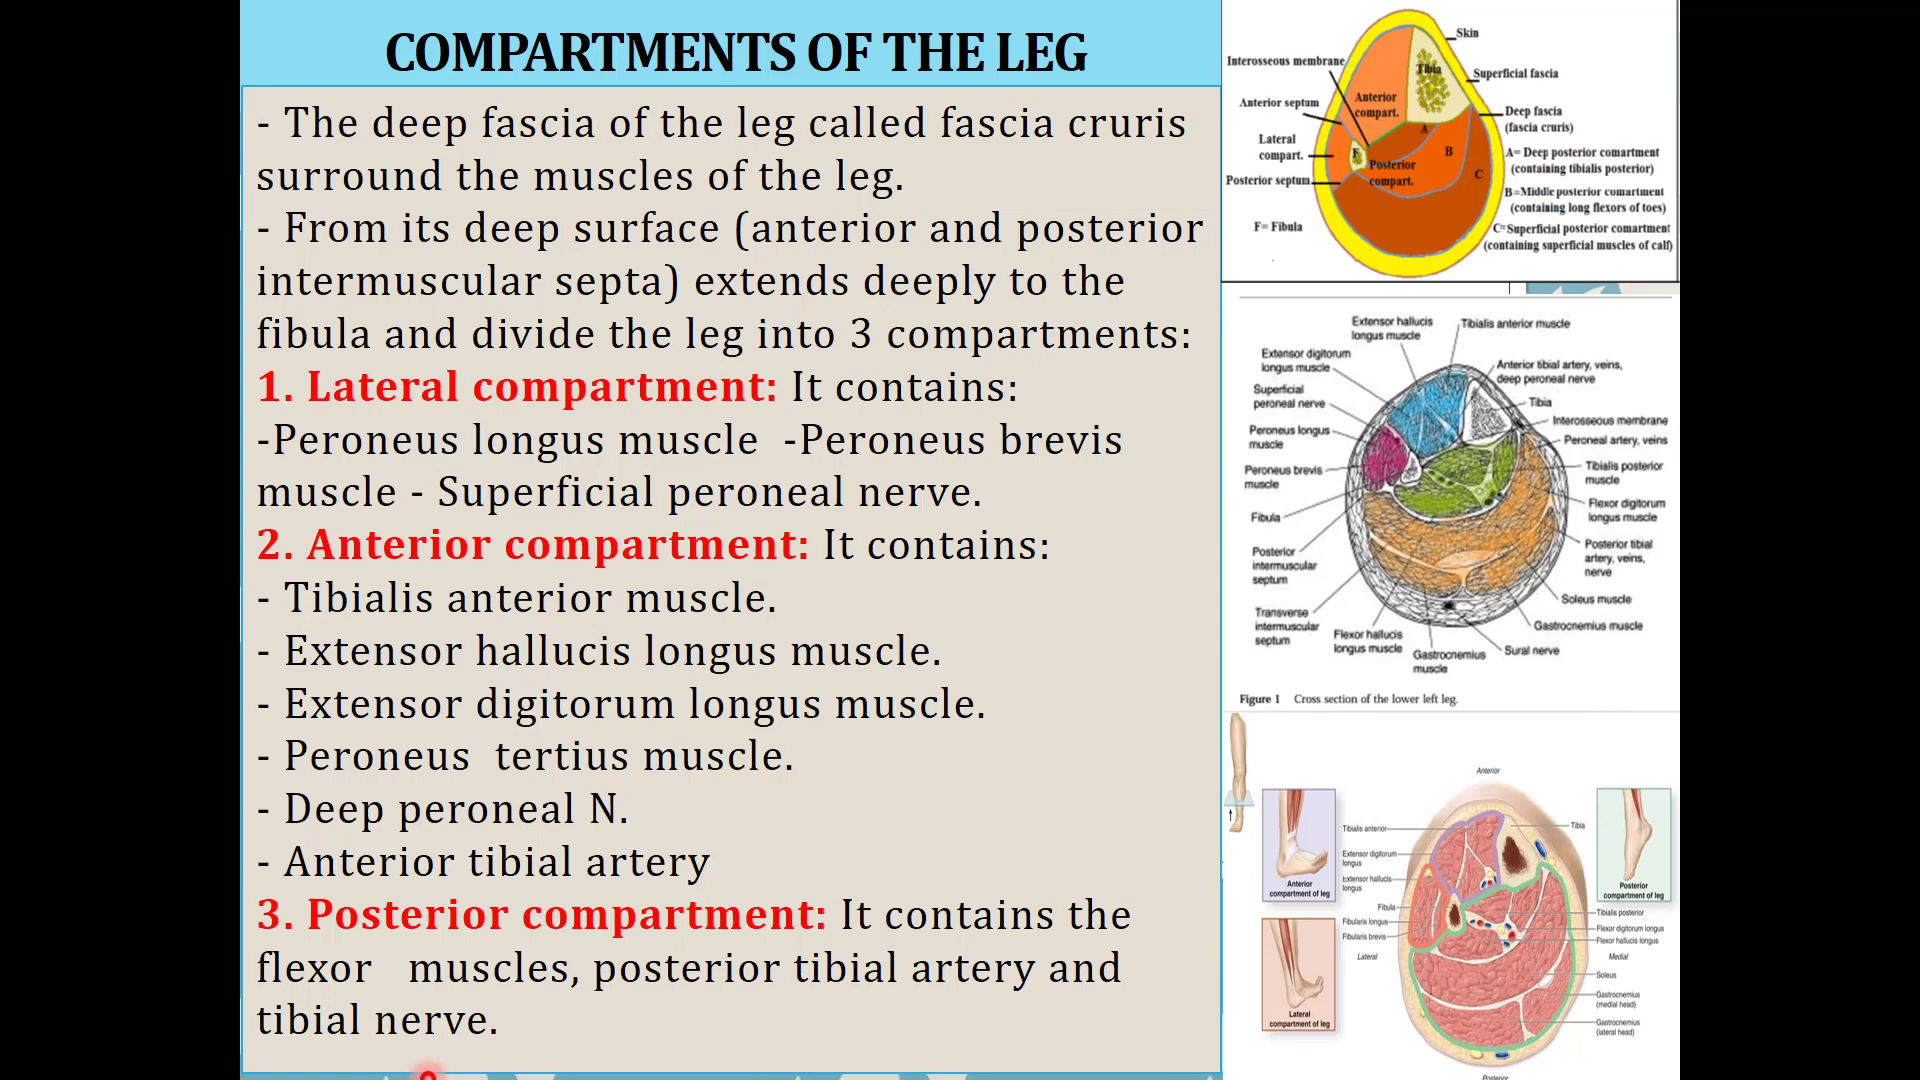 COMPARTMENTS OF THE LEG
- The deep fascia of the leg called fascia cruris
surround the muscles of the leg.
- From its deep surface (anterior and posterior
intermuscular septa) extends deeply to the
fibula and divide the leg into 3 compartments:
1. Lateral compartment: It contains:
-Peroneus longus muscle -Peroneus brevis
muscle - Superficial peroneal nerve.
2. Anterior compartment: It contains:
- Tibialis anterior muscle.
- Extensor hallucis longus muscle.
- Extensor digitorum longus muscle.
- Peroneus tertius muscle.
- Deep peroneal N.
- Anterior tibial artery
3. Posterior compartment: It contains the
flexor muscles, posterior tibial artery and
tibial nerve.
Skin
Interosseous membrane
Tibia
Superficial fascia
Anterior septum
Anterior
compart.
Deep fascia
(fascia cruris)
Lateral
compart.
A
B
C
F
Posterior
compart.
Posterior septum
F= Fibula
A= Deep posterior comartment
(containing tibialis posterior)
B=Middle posterior comartment
(containing long flexors of toes)
C=Superficial posterior comartment
(containing superficial muscles of calf)
Extensor hallucis
longus muscle
Tibialis anterior muscle
Extensor digitorum
longus muscle
Anterior tibial artery, veins,
deep peroneal nerve
Superficial
peroneal nerve
Tibia
Interosseous membrane
Peroneus longus
muscle
Peroneal artery, veins
Peroneus brevis
muscle
Tibialis posterior
muscle
Fibula
Flexor digitorum
longus muscle
Posterior
intermuscular
septum
Posterior tibial
artery, veins,
nerve
Transverse
intermuscular
septum
Soleus muscle
Flexor hallucis
longus muscle
Gastrocnemius muscle
Gastrocnemius
muscle
Sural nerve
Figure 1 Cross section of the lower left leg.
Anterior
Tibialis anterior
Tibia
Extensor digitorum
longus
Extensor hallucis
longus
Anterior
compartment of leg
Posterior
compartment of leg
Fibula
Fibularis longus
Fibularis brevis
Tibialis posterior
Flexor digitorum longus
Flexor hallucis longus
Lateral
Medial
Soleus
Gastrocnemius
(medial head)
Lateral
compartment of leg
Gastrocnemius
(lateral head)
Posterior